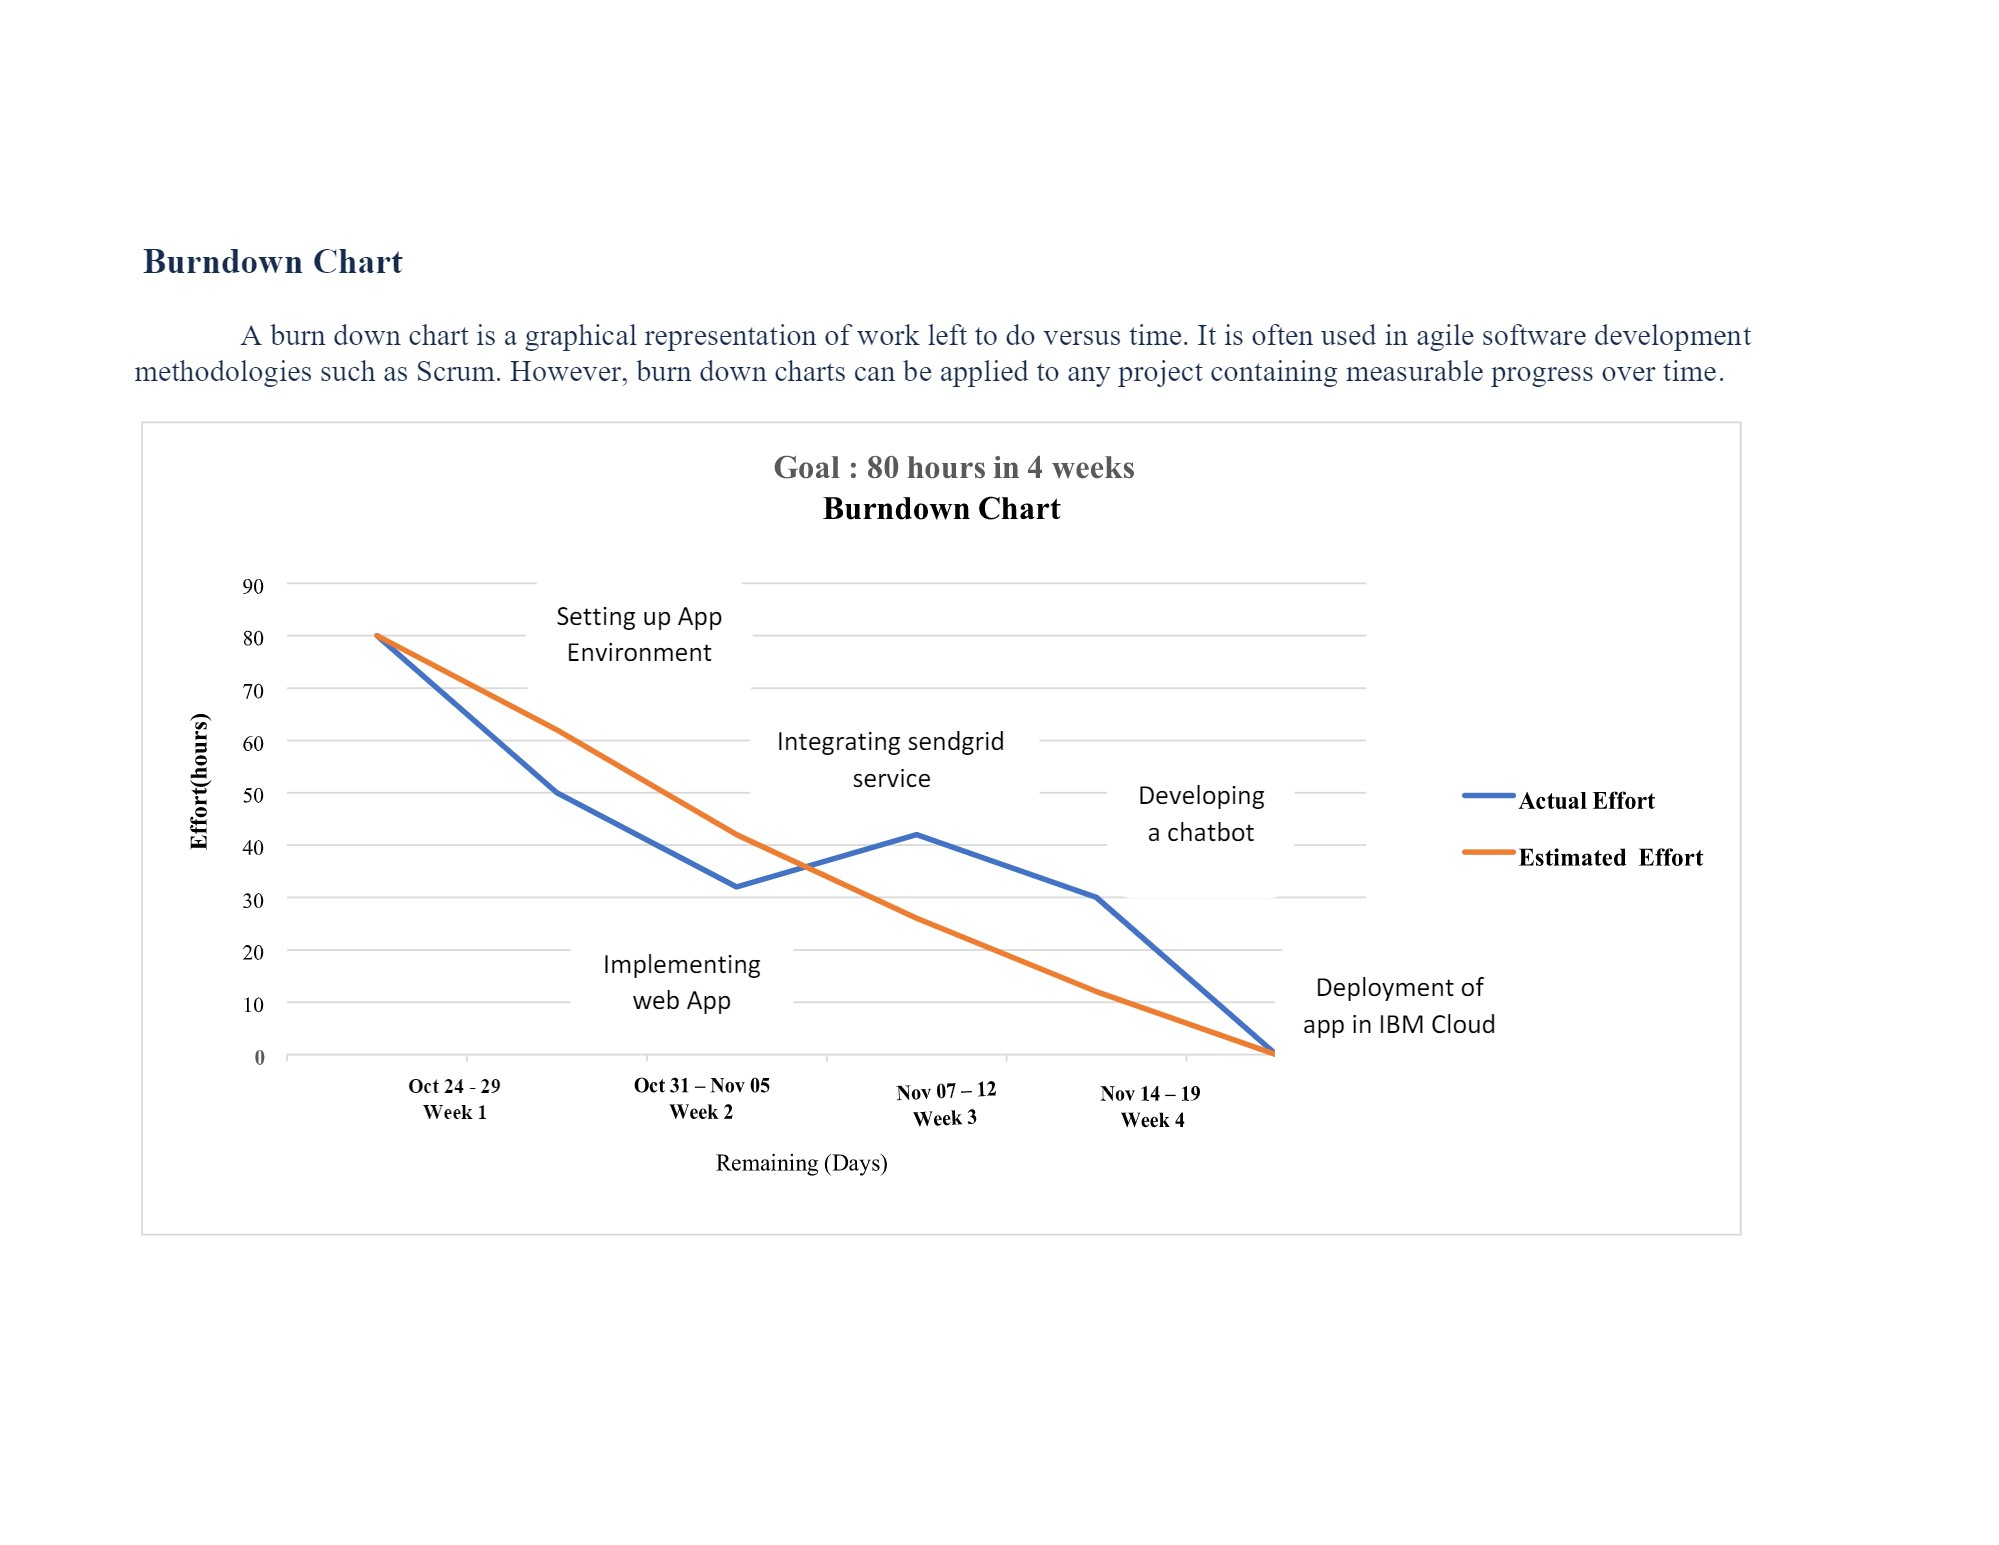 Burndown Chart
A burn down chart is a graphical representation of work left to do versus time. It is often used in agile software development
methodologies such as Scrum. However, burn down charts can be applied to any project containing measurable progress over time.
Goal : 80 hours in 4 weeks
Burndown Chart
Effort(hours)
90
80
70
60
50
40
30
20
10
0
Setting up App
Environment
Integrating sendgrid
service
Developing
a chatbot
Implementing
web App
Deployment of
app in IBM Cloud
Actual Effort
Estimated  Effort
Oct 24 - 29
Week 1
Oct 31 – Nov 05
Week 2
Nov 07 – 12
Week 3
Nov 14 – 19
Week 4
Remaining (Days)